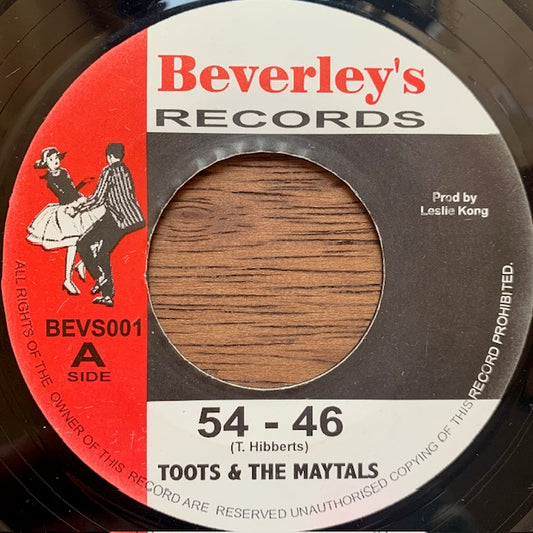 Beverley's
RECORDS
Prod by
Leslie Kong
BEVS001
A
SIDE
54 - 46
(T. Hibberts)
TOOTS & THE MAYTALS
ALL RIGHTS OF THE OWNER OF THIS RECORD ARE RESERVED UNAUTHORISED COPYING OF THIS RECORD PROHIBITED.